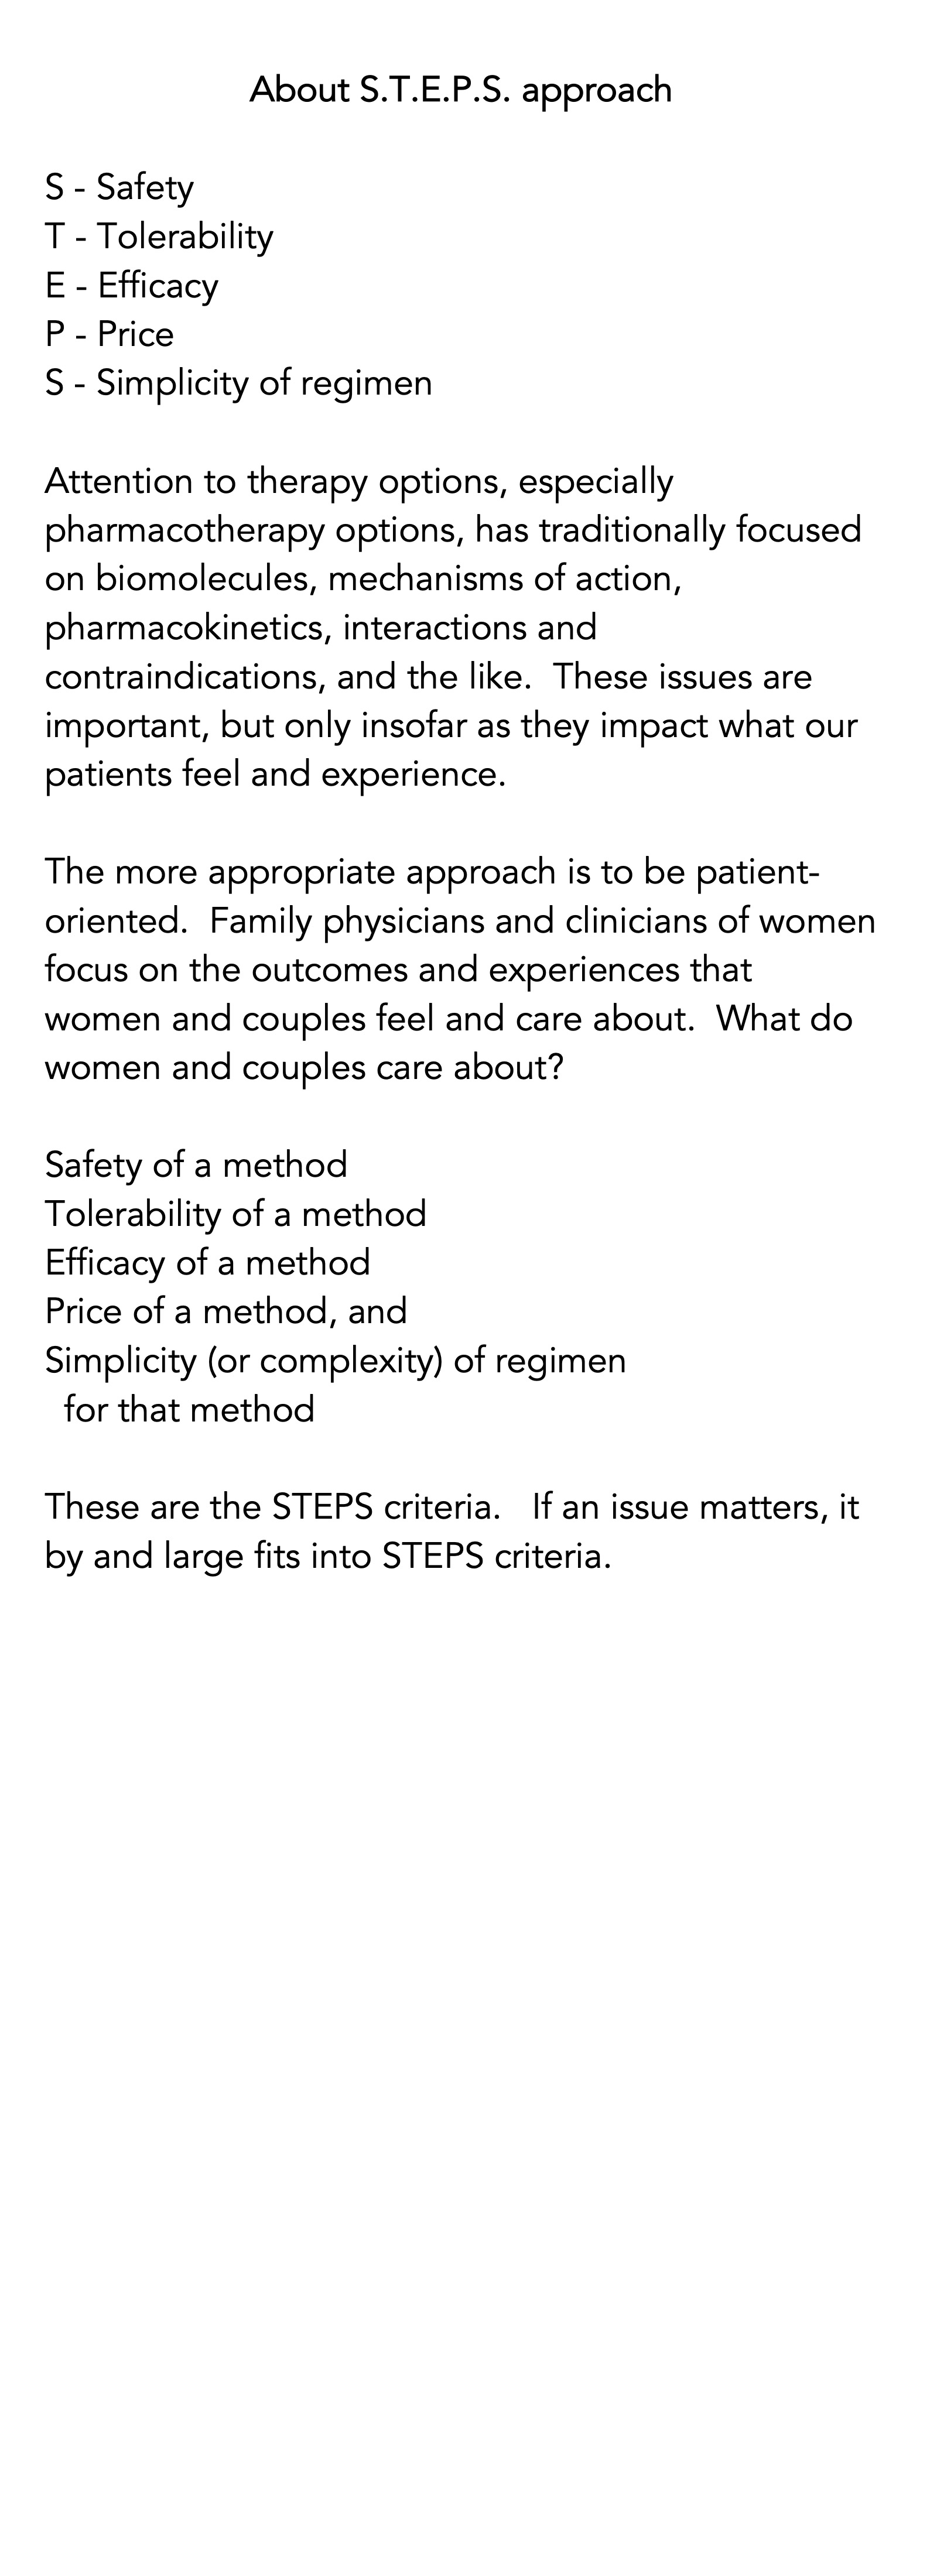 About S.T.E.P.S. approach
S - Safety
T - Tolerability
E - Efficacy
P - Price
S - Simplicity of regimen
Attention to therapy options, especially
pharmacotherapy options, has traditionally focused
on biomolecules, mechanisms of action,
pharmacokinetics, interactions and
contraindications, and the like.  These issues are
important, but only insofar as they impact what our
patients feel and experience.
The more appropriate approach is to be patient-
oriented.  Family physicians and clinicians of women
focus on the outcomes and experiences that
women and couples feel and care about.  What do
women and couples care about?
Safety of a method
Tolerability of a method
Efficacy of a method
Price of a method, and
Simplicity (or complexity) of regimen
for that method
These are the STEPS criteria.   If an issue matters, it
by and large fits into STEPS criteria.